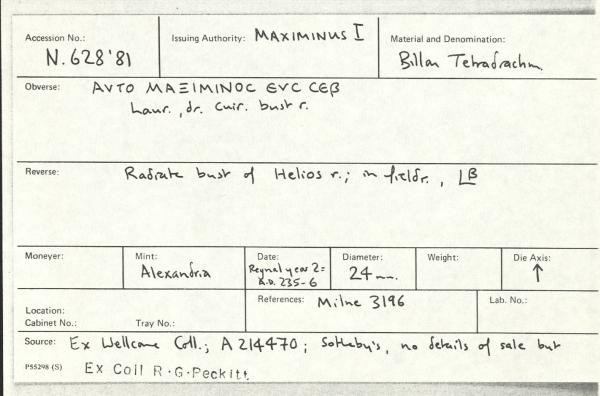 Accession No.: N.628'81
Issuing Authority: MAXIMINUS I
Material and Denomination: Billon Tetradrachm.
Obverse: AVTO MAΞIMINOC EVC CEB
Laur., dr. Cuir. bust r.
Reverse: Radiate bust of Helios r.; in field r., LB
Moneyer:
Mint: Alexandria
Date: Regnal year 2 = A.D. 235-6
Diameter: 24mm.
Weight:
Die Axis: ↑
Location:
Cabinet No.: Tray No.:
References: Milne 3196
Lab. No.:
Source: Ex Wellcome Coll.; A 214470; Sotheby's, no details of sale but
P55298 (S) Ex Coll R.G. Peckitt.